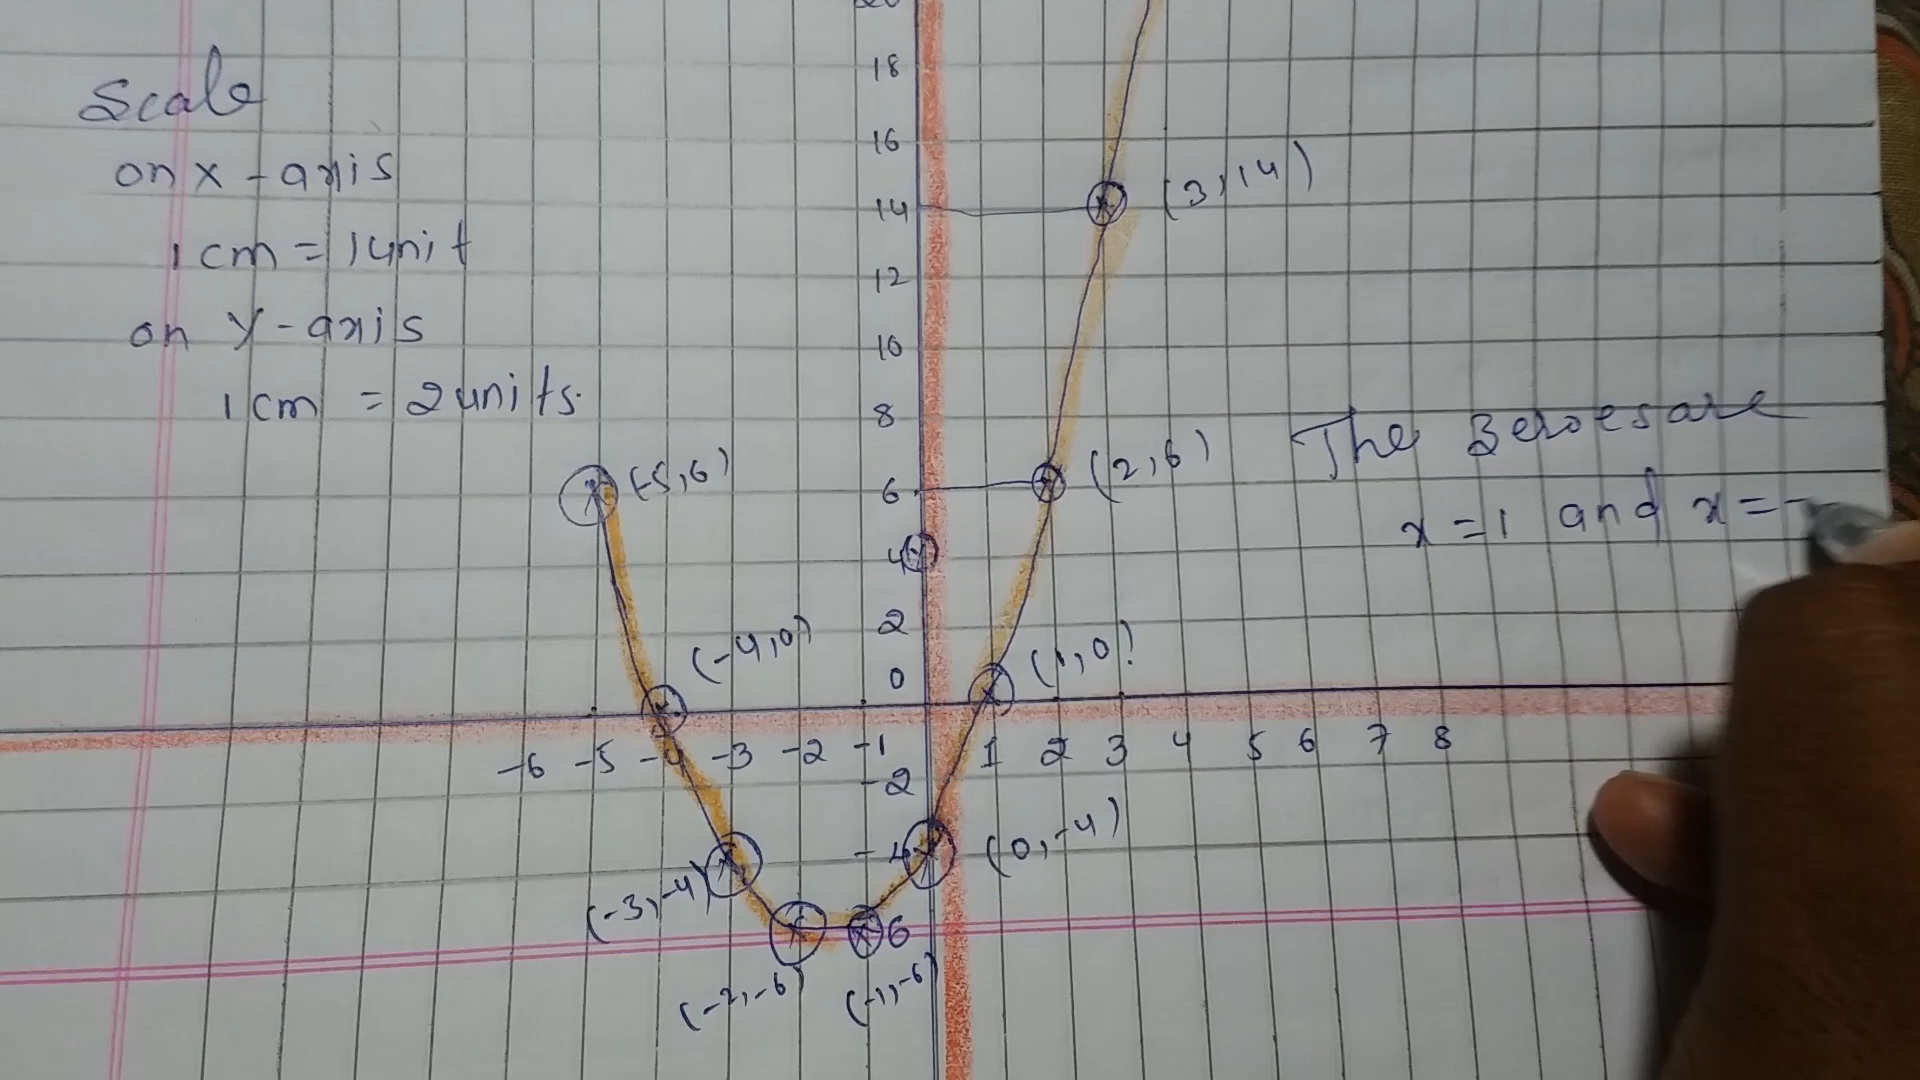 Scale
on x-axis
1cm = 1unit
on y-axis
1cm = 2units.
18
16
14 (3,14)
12
10
8
The Zeroes are
x=1 and x=-
(-5,6) 6 (2,6)
4
2
(-4,0) 0 (1,0)
-6 -5 -4 -3 -2 -1 1 2 3 4 5 6 7 8
-2
-4 (0,-4)
(-3,-4)
6
(-2,-6) (-1,-6)